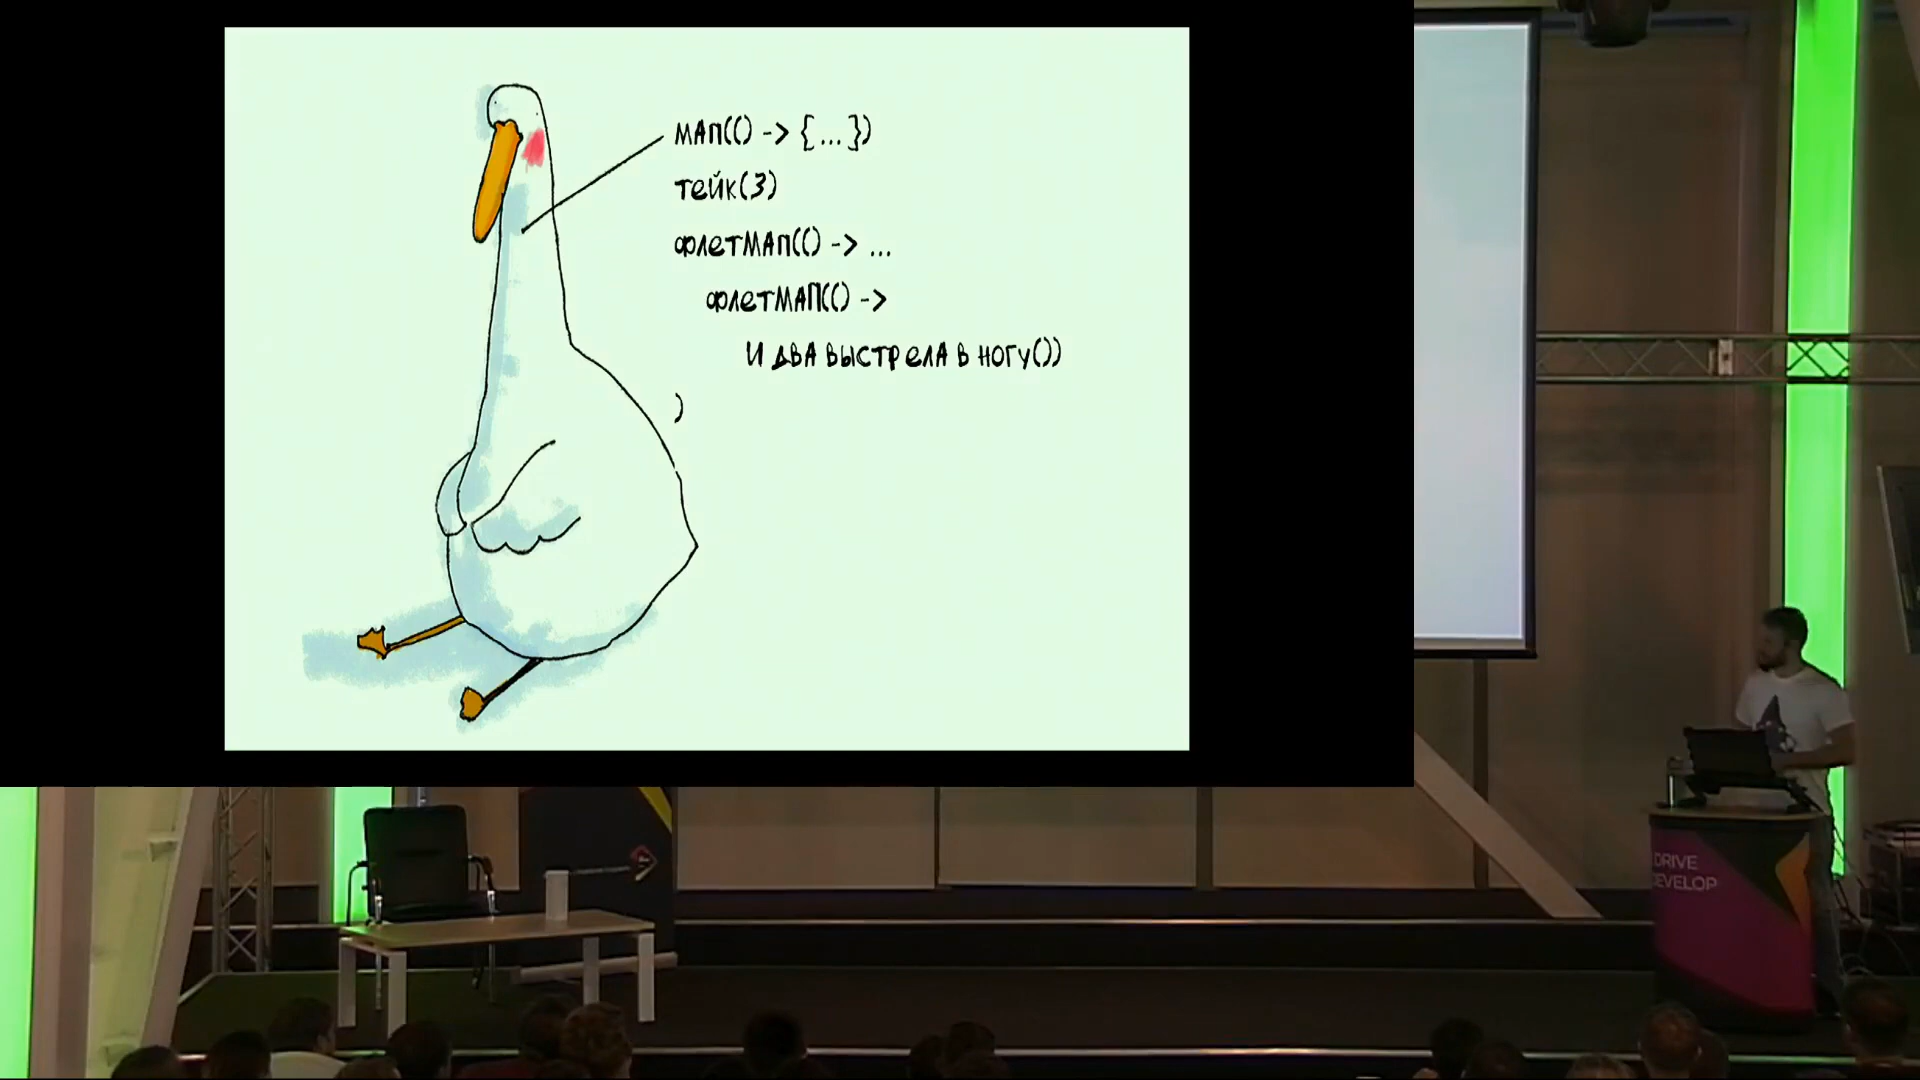 МАП(() -> {...})
ТЕЙК(3)
ФЛЕТМАП(() -> ...
ФЛЕТМАП(() ->
И ДВА ВЫСТРЕЛА В НОГУ())
)
DRIVE
DEVELOP